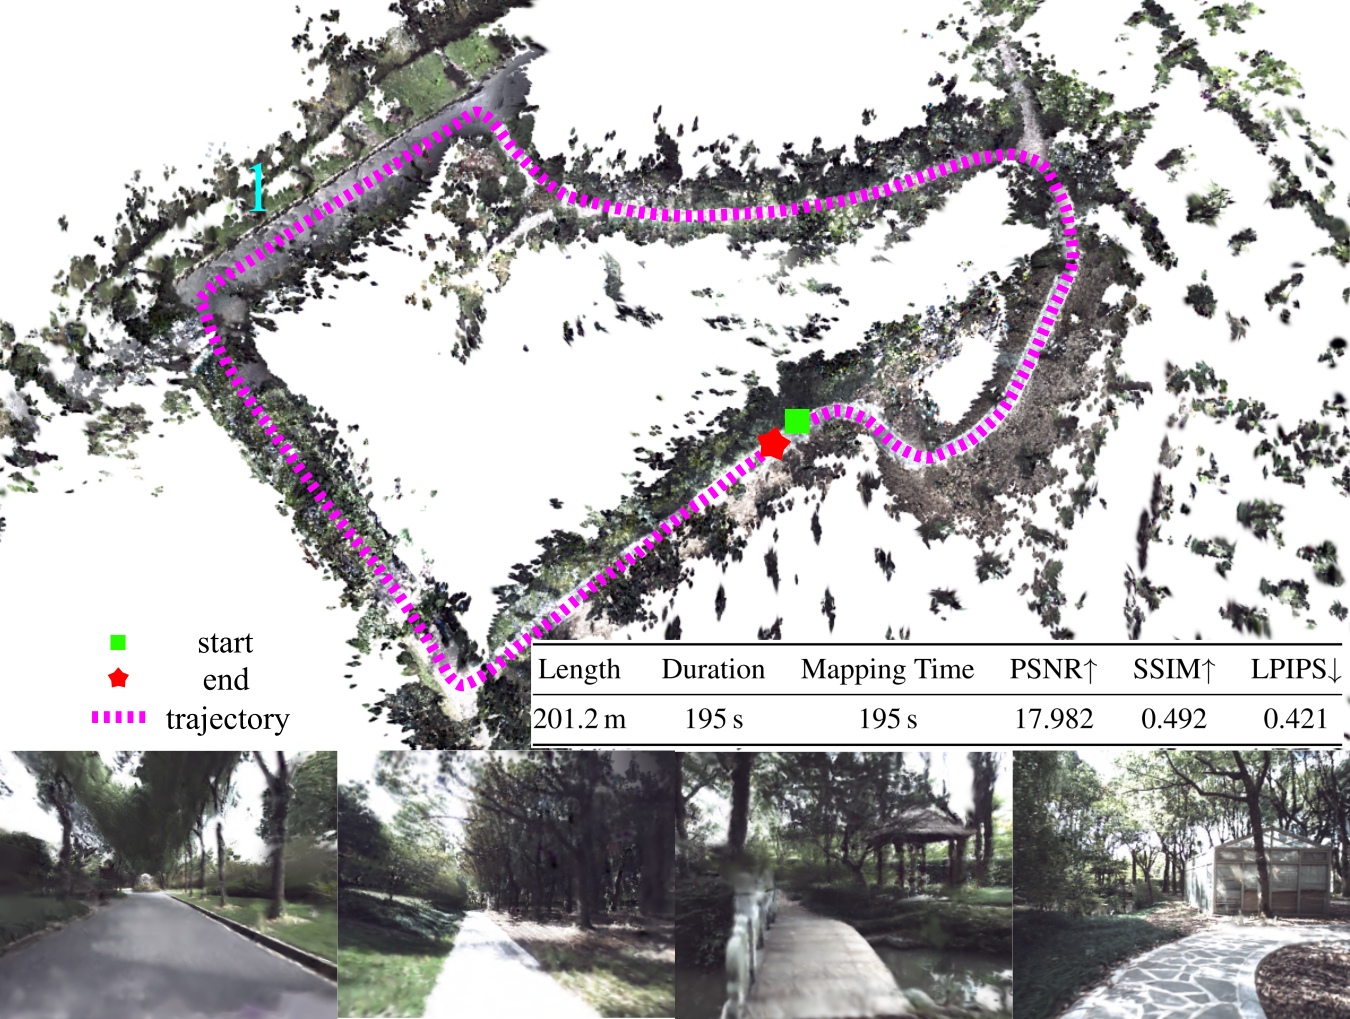 1
start
end
trajectory
Length Duration Mapping Time PSNR↑ SSIM↑ LPIPS↓
201.2 m 195 s 195 s 17.982 0.492 0.421